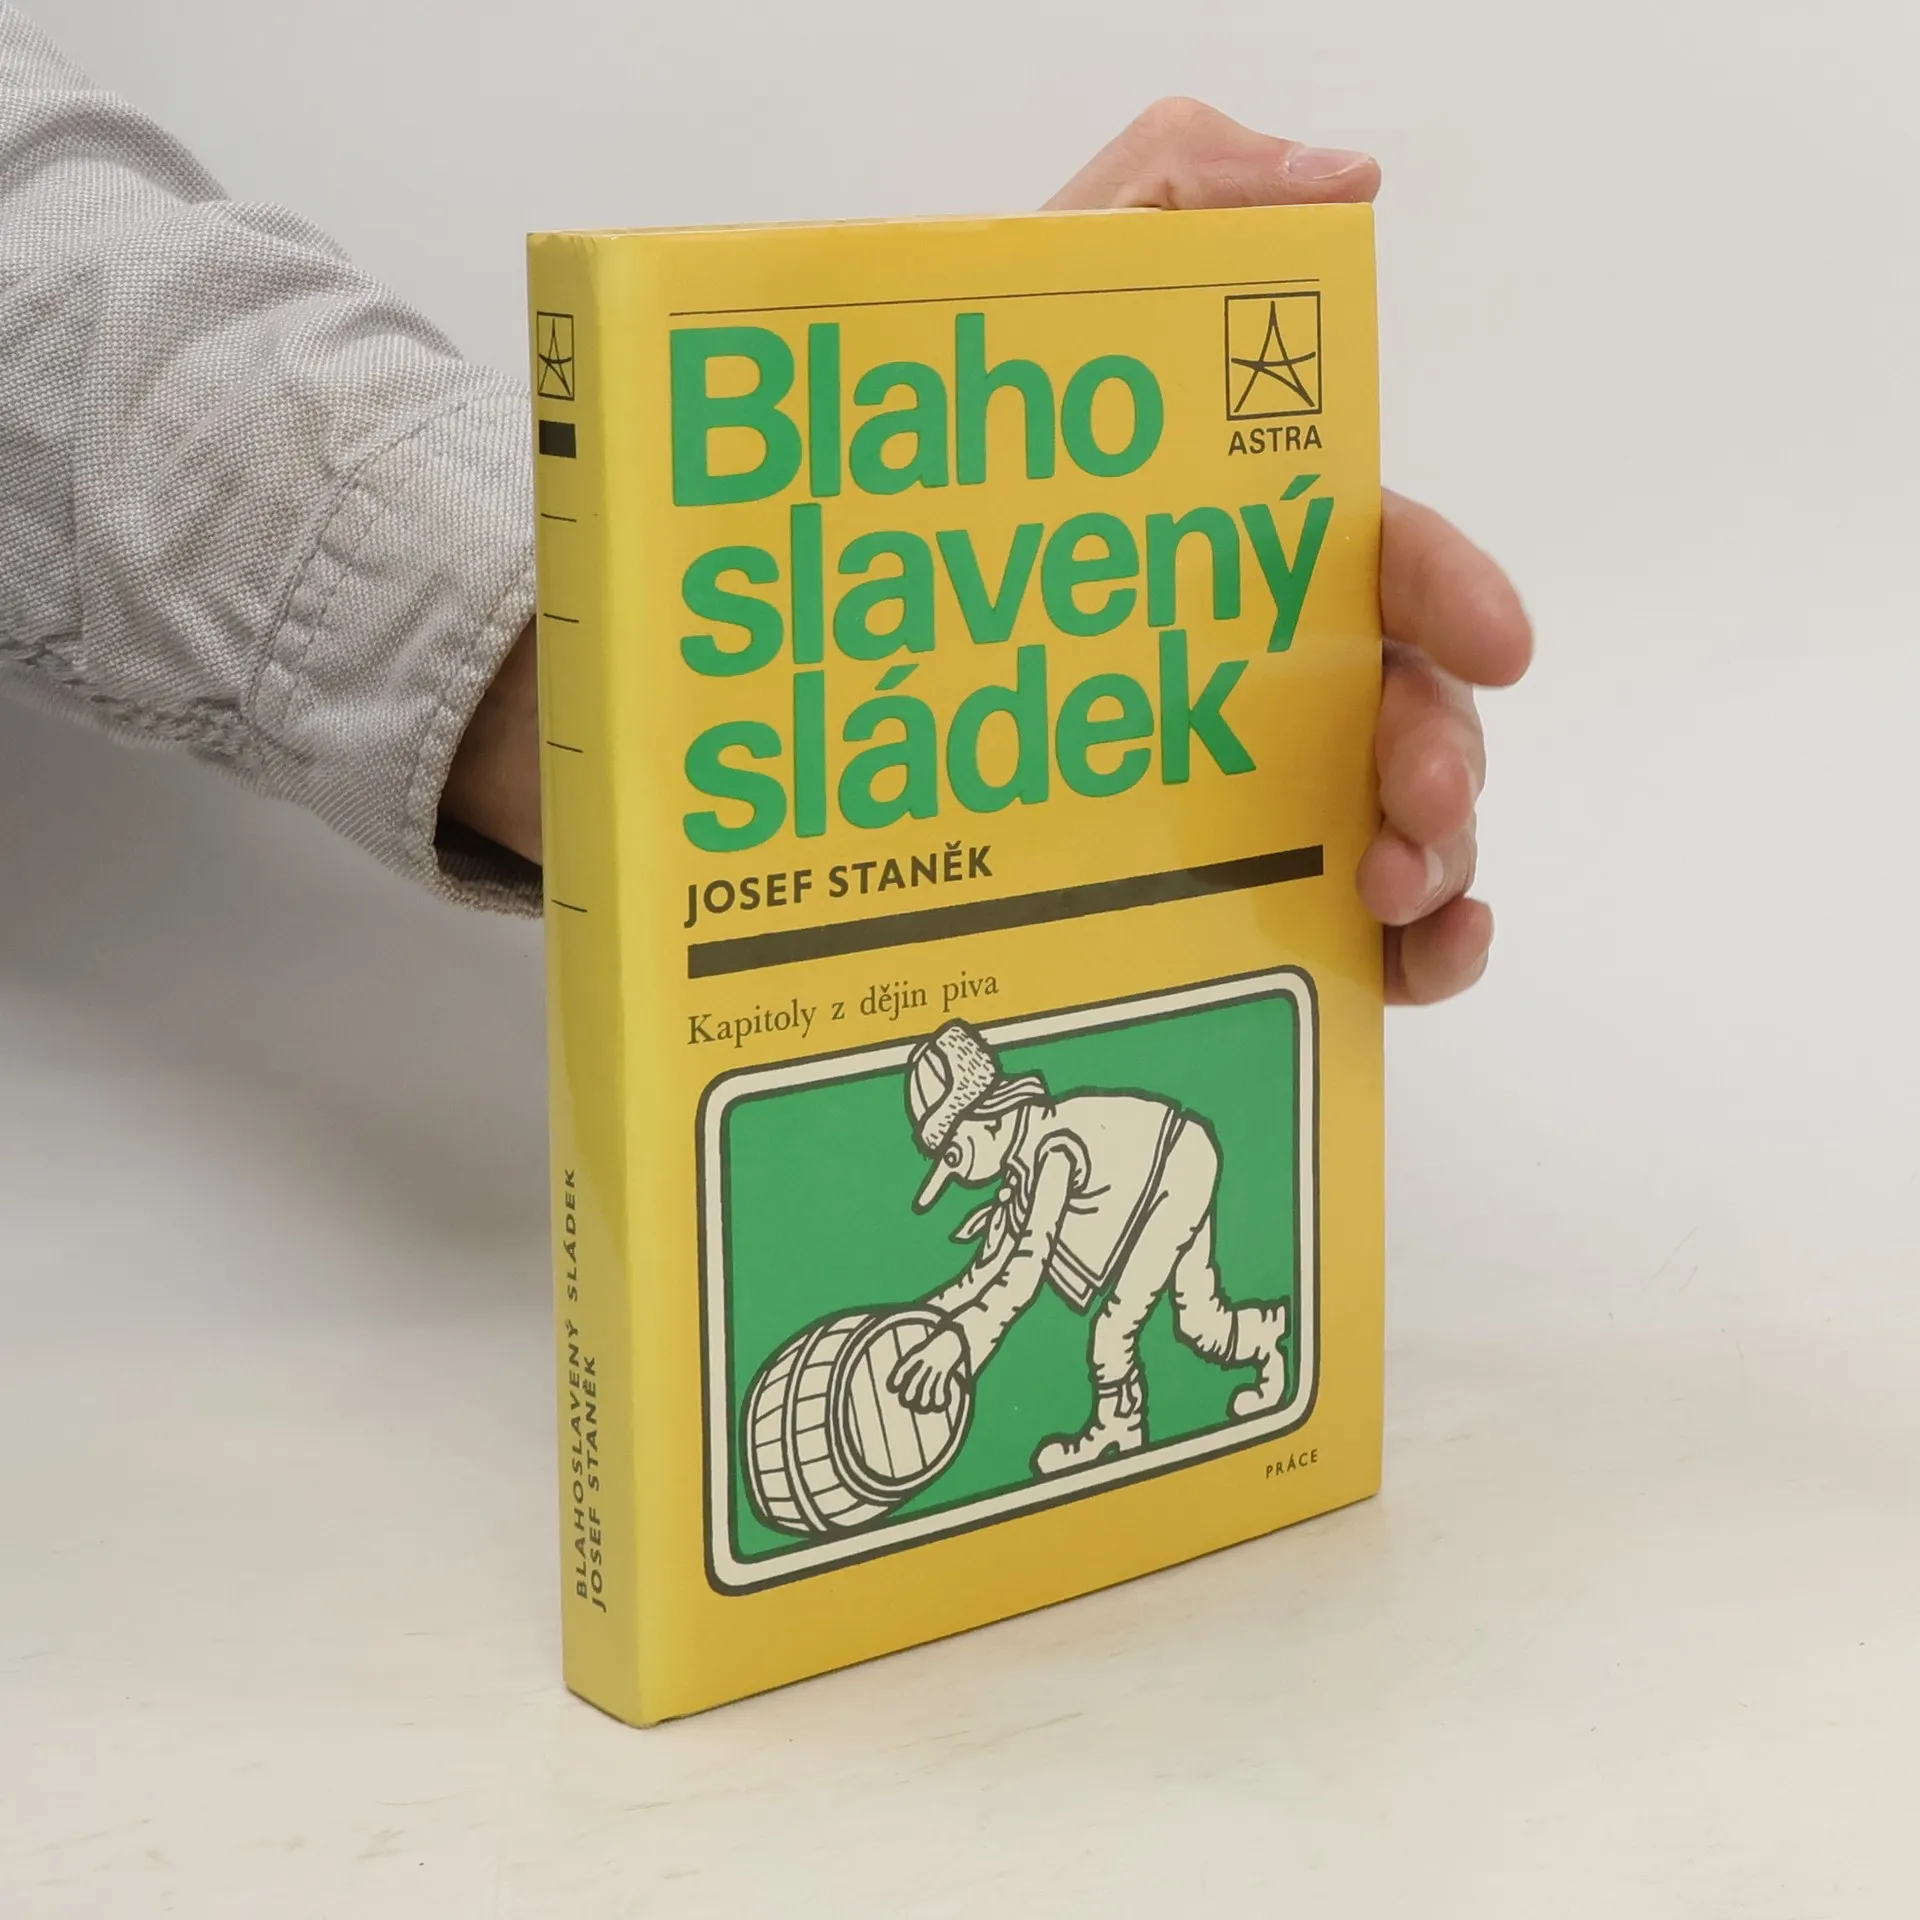 Blaho
slavený
sládek
ASTRA
JOSEF STANĚK
Kapitoly z dějin piva
PRÁCE
BLAHOSLAVENÝ SLÁDEK
JOSEF STANĚK